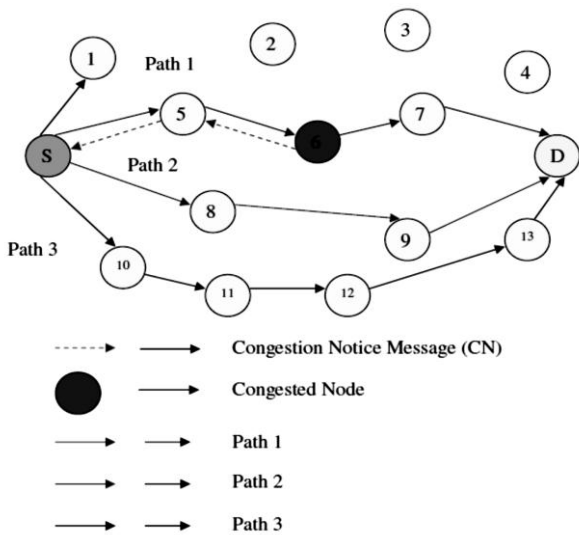 3
2
1
4
Path 1
5
7
6
S
D
Path 2
8
9
13
Path 3
10
11
12
Congestion Notice Message (CN)
Congested Node
Path 1
Path 2
Path 3